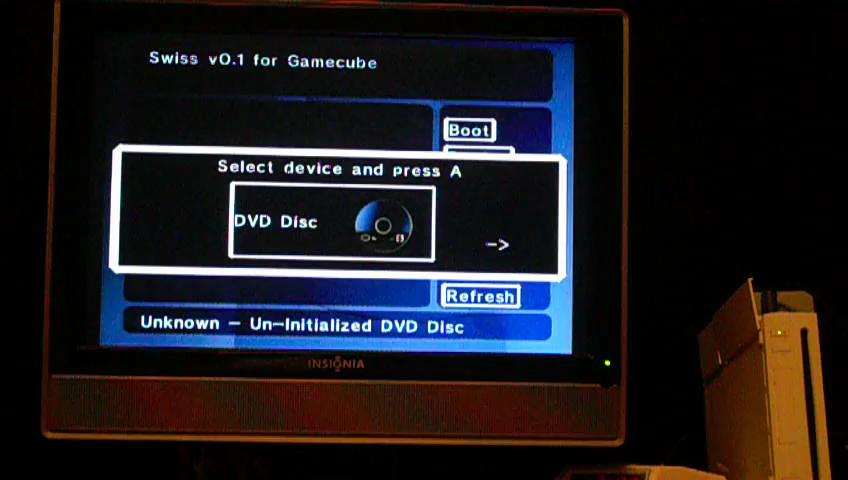 Swiss v0.1 for Gamecube
Boot
Select device and press A
DVD Disc
->
Refresh
Unknown - Un-Initialized DVD Disc
INSIGNIA